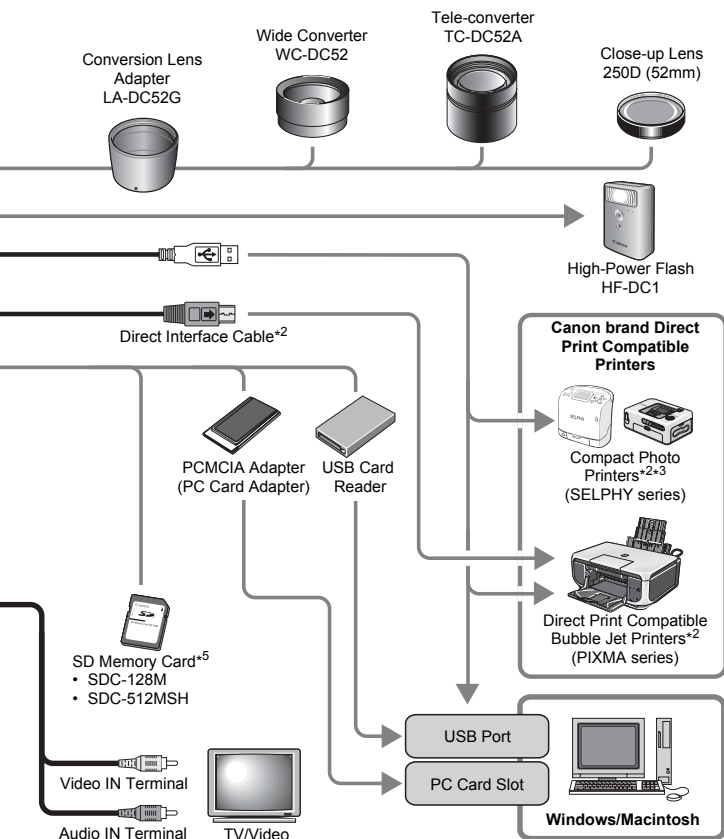 Tele-converter
TC-DC52A
Wide Converter
WC-DC52
Close-up Lens
250D (52mm)
Conversion Lens
Adapter
LA-DC52G
High-Power Flash
HF-DC1
Direct Interface Cable*2
Canon brand Direct
Print Compatible
Printers
SELPHY
Compact Photo
Printers*2*3
(SELPHY series)
PCMCIA Adapter
(PC Card Adapter)
USB Card
Reader
Direct Print Compatible
Bubble Jet Printers*2
(PIXMA series)
SD Memory Card*5
• SDC-128M
• SDC-512MSH
USB Port
PC Card Slot
Windows/Macintosh
Video IN Terminal
Audio IN Terminal
TV/Video